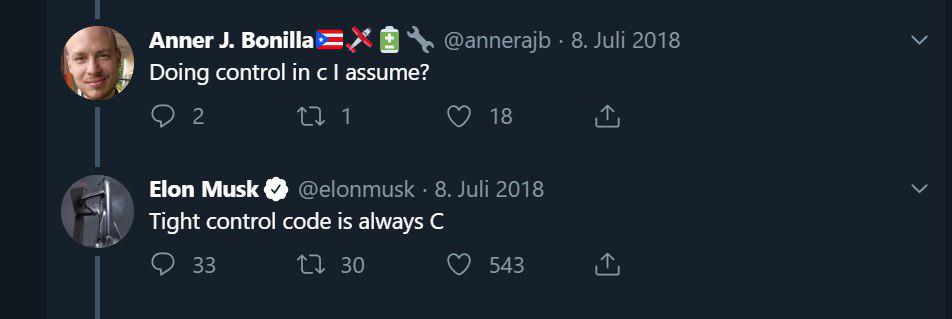 Anner J. Bonilla🇵🇷 @annerajb · 8. Juli 2018
Doing control in c I assume?
2 1 18
Elon Musk @elonmusk · 8. Juli 2018
Tight control code is always C
33 30 543